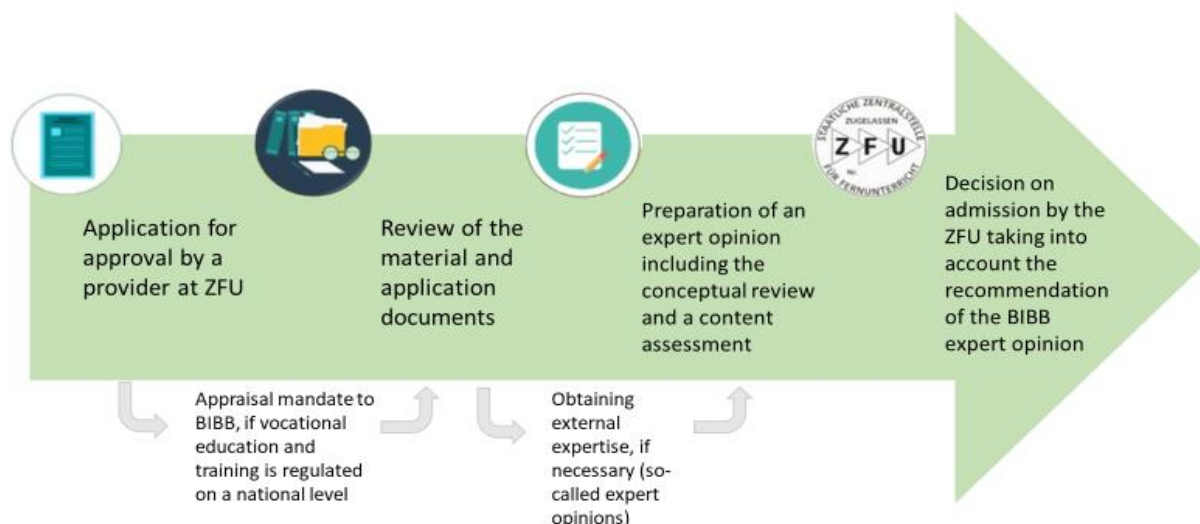 Application for
approval by a
provider at ZFU
Appraisal mandate to
BIBB, if vocational
education and
training is regulated
on a national level
Review of the
material and
application
documents
Obtaining
external
expertise, if
necessary (so-
called expert
opinions)
Preparation of an
expert opinion
including the
conceptual review
and a content
assessment
STAATLICHE ZENTRALSTELLE
ZUGELASSEN
Z F U
Nr.
FÜR FERNUNTERRICHT
Decision on
admission by the
ZFU taking into
account the
recommendation
of the BIBB
expert opinion